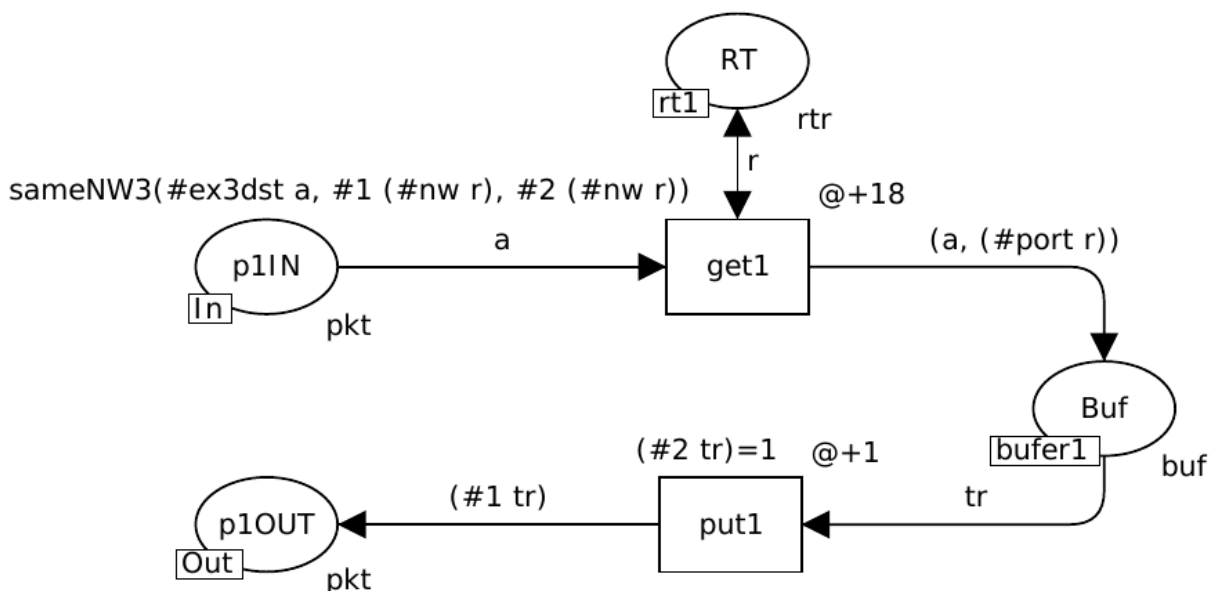 RT
rt1
rtr
r
sameNW3(#ex3dst a, #1 (#nw r), #2 (#nw r))
@+18
a
(a, (#port r))
p1IN
get1
In
pkt
Buf
(#2 tr)=1
@+1
bufer1
buf
(#1 tr)
tr
p1OUT
put1
Out
pkt